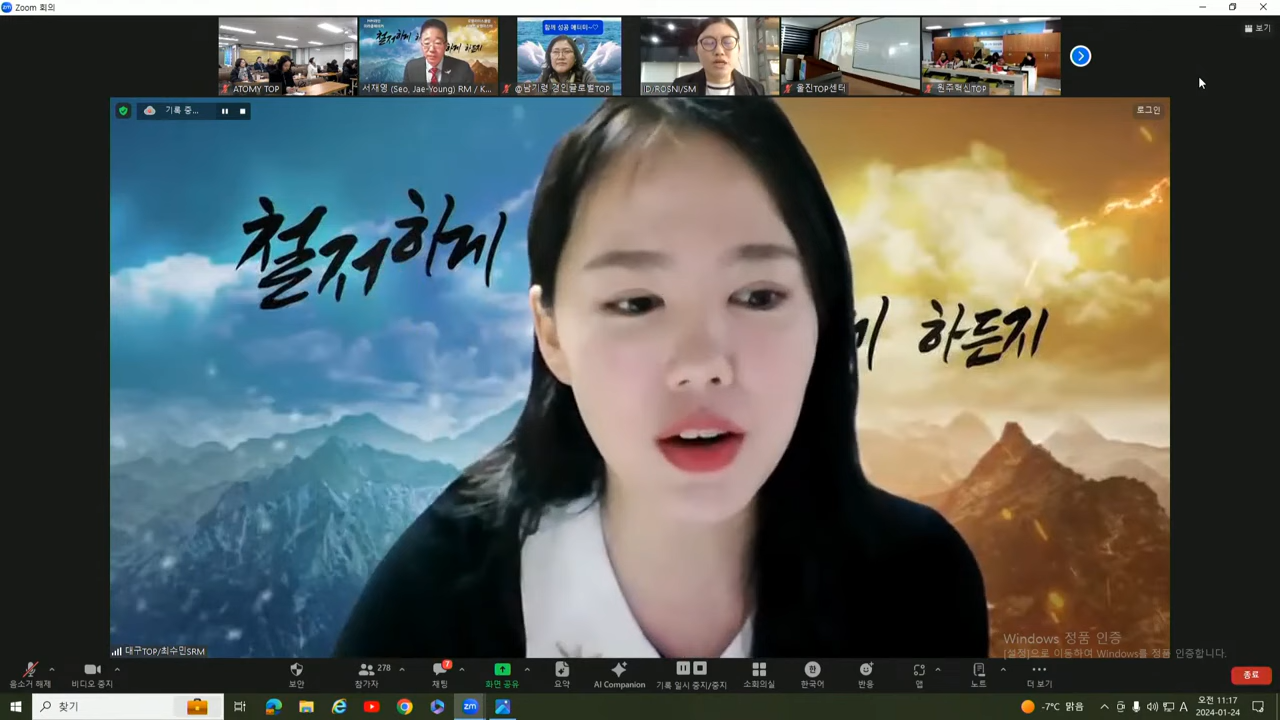 Zoom 회의
보기
함께 성공 애터미~♡
ATOMY TOP
서재영 (Seo, Jae-Young) RM / K...
@남기령 경인글로벌TOP
ID ROSNI/SM
울진TOP센터
원주혁신TOP
기록 중...
로그인
철저하게
하든지
대구TOP/최수민SRM
Windows 정품 인증
[설정]으로 이동하여 Windows를 정품 인증합니다.
음소거 해제
비디오 중지
보안
278
참가자
7
채팅
화면 공유
요약
AI Companion
기록 일시 중지/중지
소회의실
한국어
반응
앱
노트
더 보기
종료
찾기
-7°C 맑음
A
오전 11:17
2024-01-24